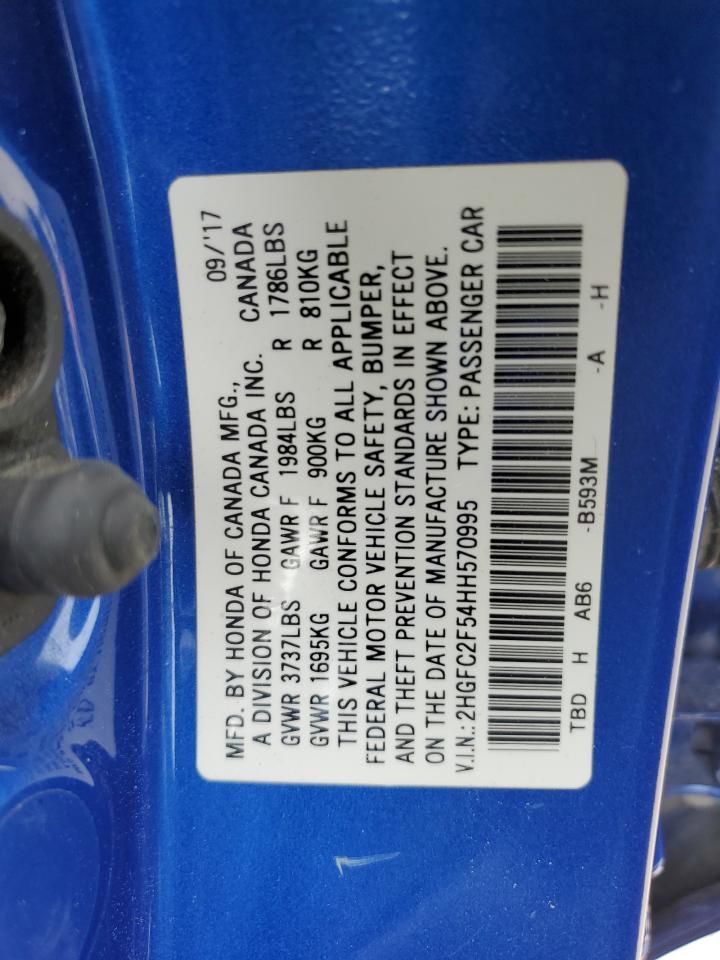 MFD. BY HONDA OF CANADA MFG., 09/'17
A DIVISION OF HONDA CANADA INC. CANADA
GVWR 3737LBS GAWR F 1984LBS R 1786LBS
GVWR 1695KG GAWR F 900KG R 810KG
THIS VEHICLE CONFORMS TO ALL APPLICABLE
FEDERAL MOTOR VEHICLE SAFETY, BUMPER,
AND THEFT PREVENTION STANDARDS IN EFFECT
ON THE DATE OF MANUFACTURE SHOWN ABOVE.
V.I.N.: 2HGFC2F54HH570995 TYPE: PASSENGER CAR
TBD H AB6 -B593M -A -H